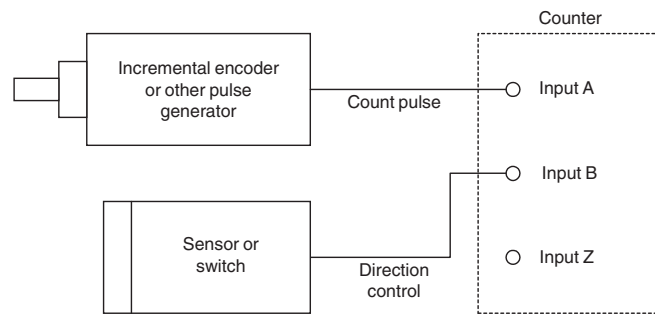 Counter
Incremental encoder
or other pulse
generator
Count pulse
Input A
Input B
Sensor or
switch
Direction
control
Input Z